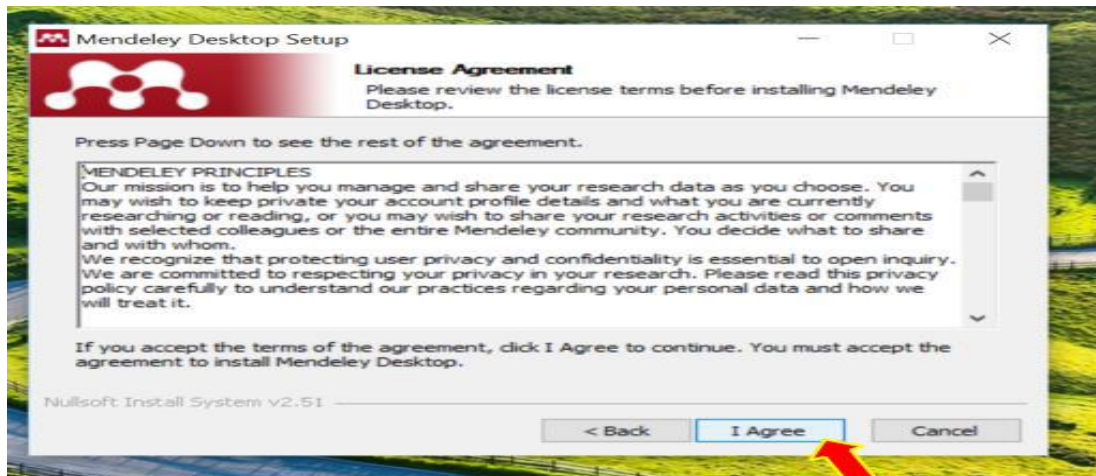 Mendeley Desktop Setup
License Agreement
Please review the license terms before installing Mendeley
Desktop.
Press Page Down to see the rest of the agreement.
MENDELEY PRINCIPLES
Our mission is to help you manage and share your research data as you choose. You
may wish to keep private your account profile details and what you are currently
researching or reading, or you may wish to share your research activities or comments
with selected colleagues or the entire Mendeley community. You decide what to share
and with whom.
We recognize that protecting user privacy and confidentiality is essential to open inquiry.
We are committed to respecting your privacy in your research. Please read this privacy
policy carefully to understand our practices regarding your personal data and how we
will treat it.
If you accept the terms of the agreement, click I Agree to continue. You must accept the
agreement to install Mendeley Desktop.
Nullsoft Install System v2.51
< Back I Agree Cancel